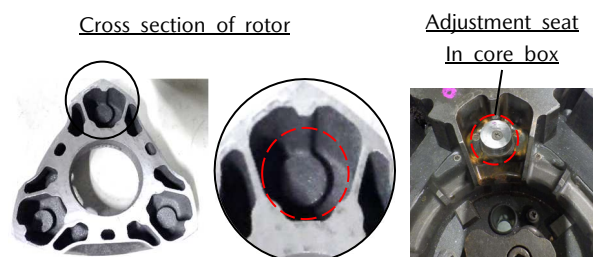 Cross section of rotor
Adjustment seat
In core box